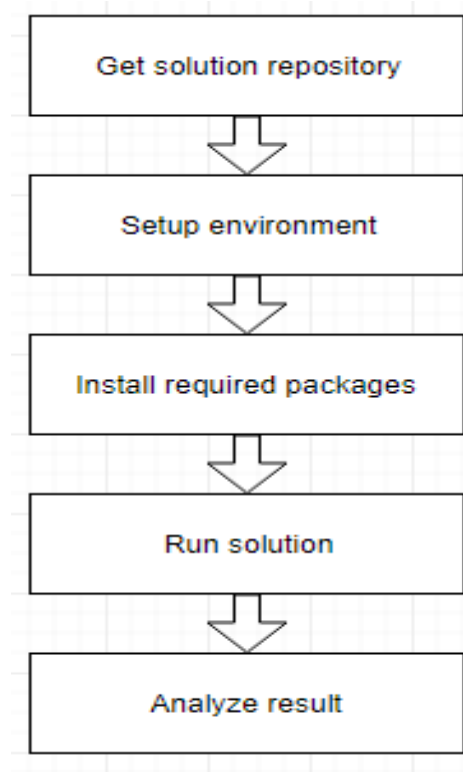 Get solution repository
Setup environment
Install required packages
Run solution
Analyze result